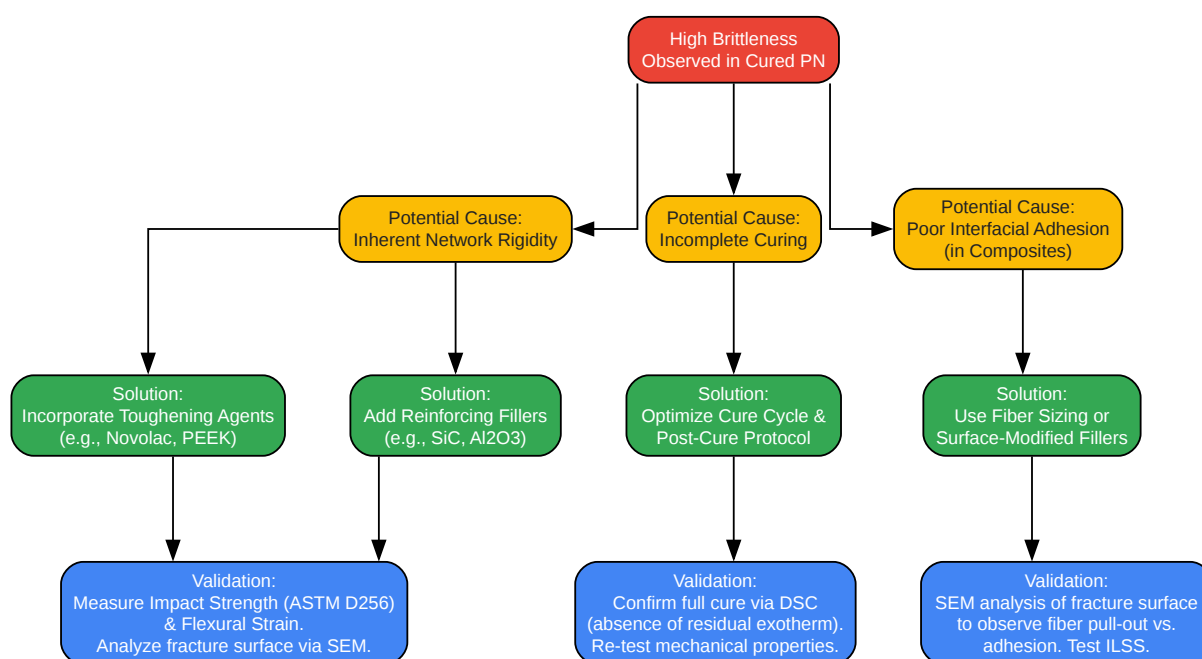 High Brittleness
Observed in Cured PN
Potential Cause:
Inherent Network Rigidity
Potential Cause:
Incomplete Curing
Potential Cause:
Poor Interfacial Adhesion
(in Composites)
Solution:
Incorporate Toughening Agents
(e.g., Novolac, PEEK)
Solution:
Add Reinforcing Fillers
(e.g., SiC, Al2O3)
Solution:
Optimize Cure Cycle &
Post-Cure Protocol
Solution:
Use Fiber Sizing or
Surface-Modified Fillers
Validation:
Measure Impact Strength (ASTM D256)
& Flexural Strain.
Analyze fracture surface via SEM.
Validation:
Confirm full cure via DSC
(absence of residual exotherm).
Re-test mechanical properties.
Validation:
SEM analysis of fracture surface
to observe fiber pull-out vs.
adhesion. Test ILSS.